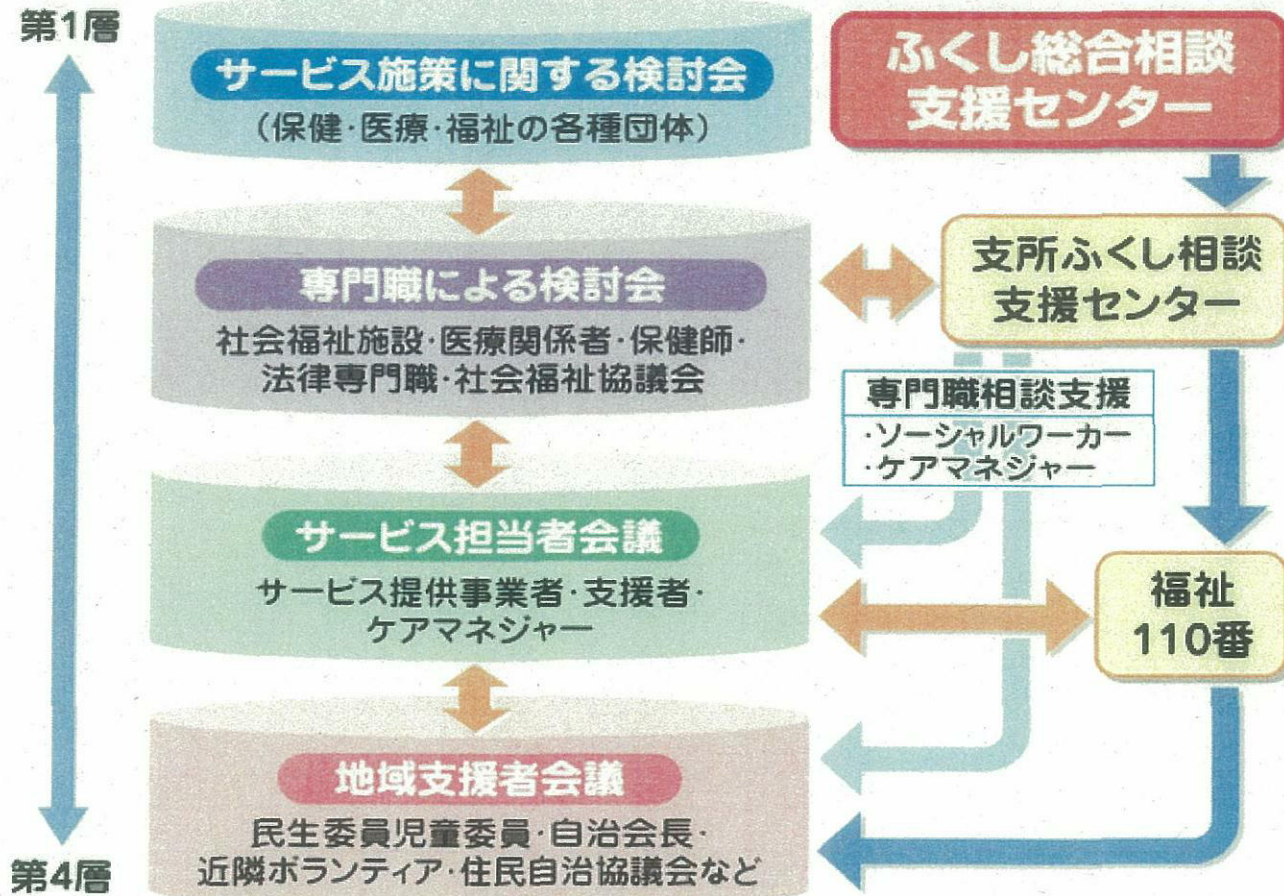 第1層
サービス施策に関する検討会
(保健・医療・福祉の各種団体)
ふくし総合相談
支援センター
専門職による検討会
社会福祉施設・医療関係者・保健師・
法律専門職・社会福祉協議会
支所ふくし相談
支援センター
専門職相談支援
・ソーシャルワーカー
・ケアマネジャー
サービス担当者会議
サービス提供事業者・支援者・
ケアマネジャー
福祉
110番
地域支援者会議
民生委員児童委員・自治会長・
近隣ボランティア・住民自治協議会など
第4層